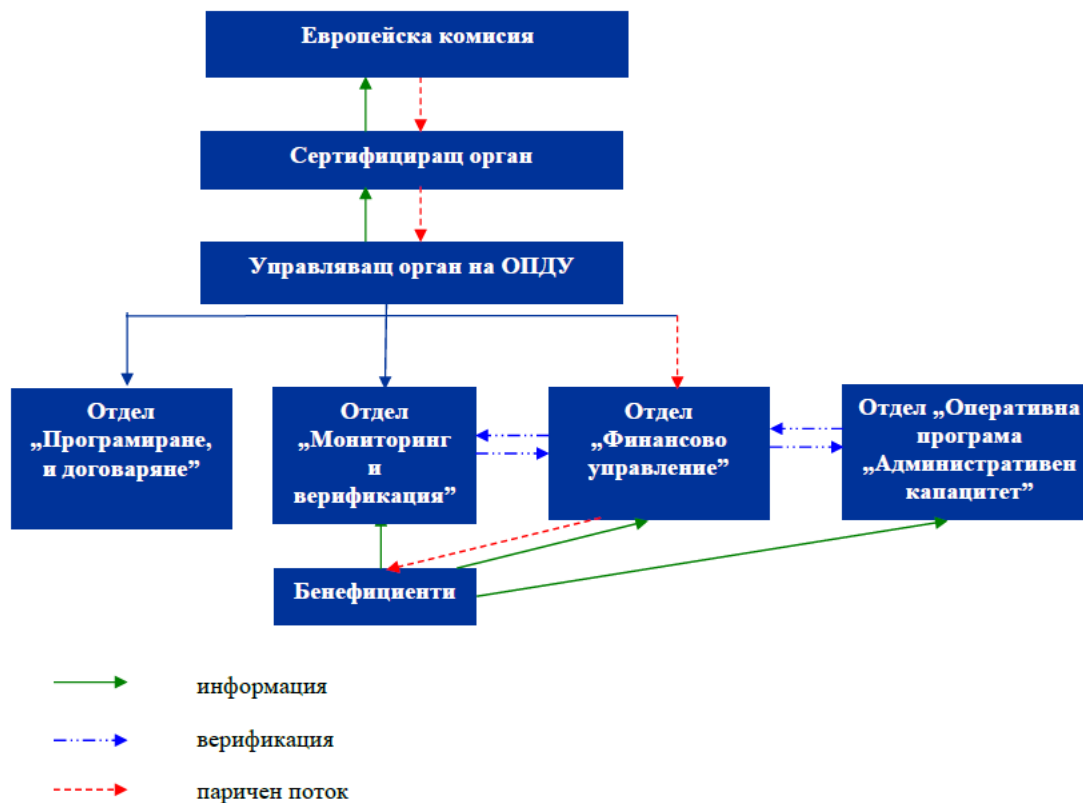 Европейска комисия
Сертифициращ орган
Управляващ орган на ОПДУ
Отдел
„Програмиране,
и договаряне”
Отдел
„Мониторинг
и
верификация”
Отдел
„Финансово
управление”
Отдел „Оперативна
програма
„Административен
капацитет”
Бенефициенти
информация
верификация
паричен поток